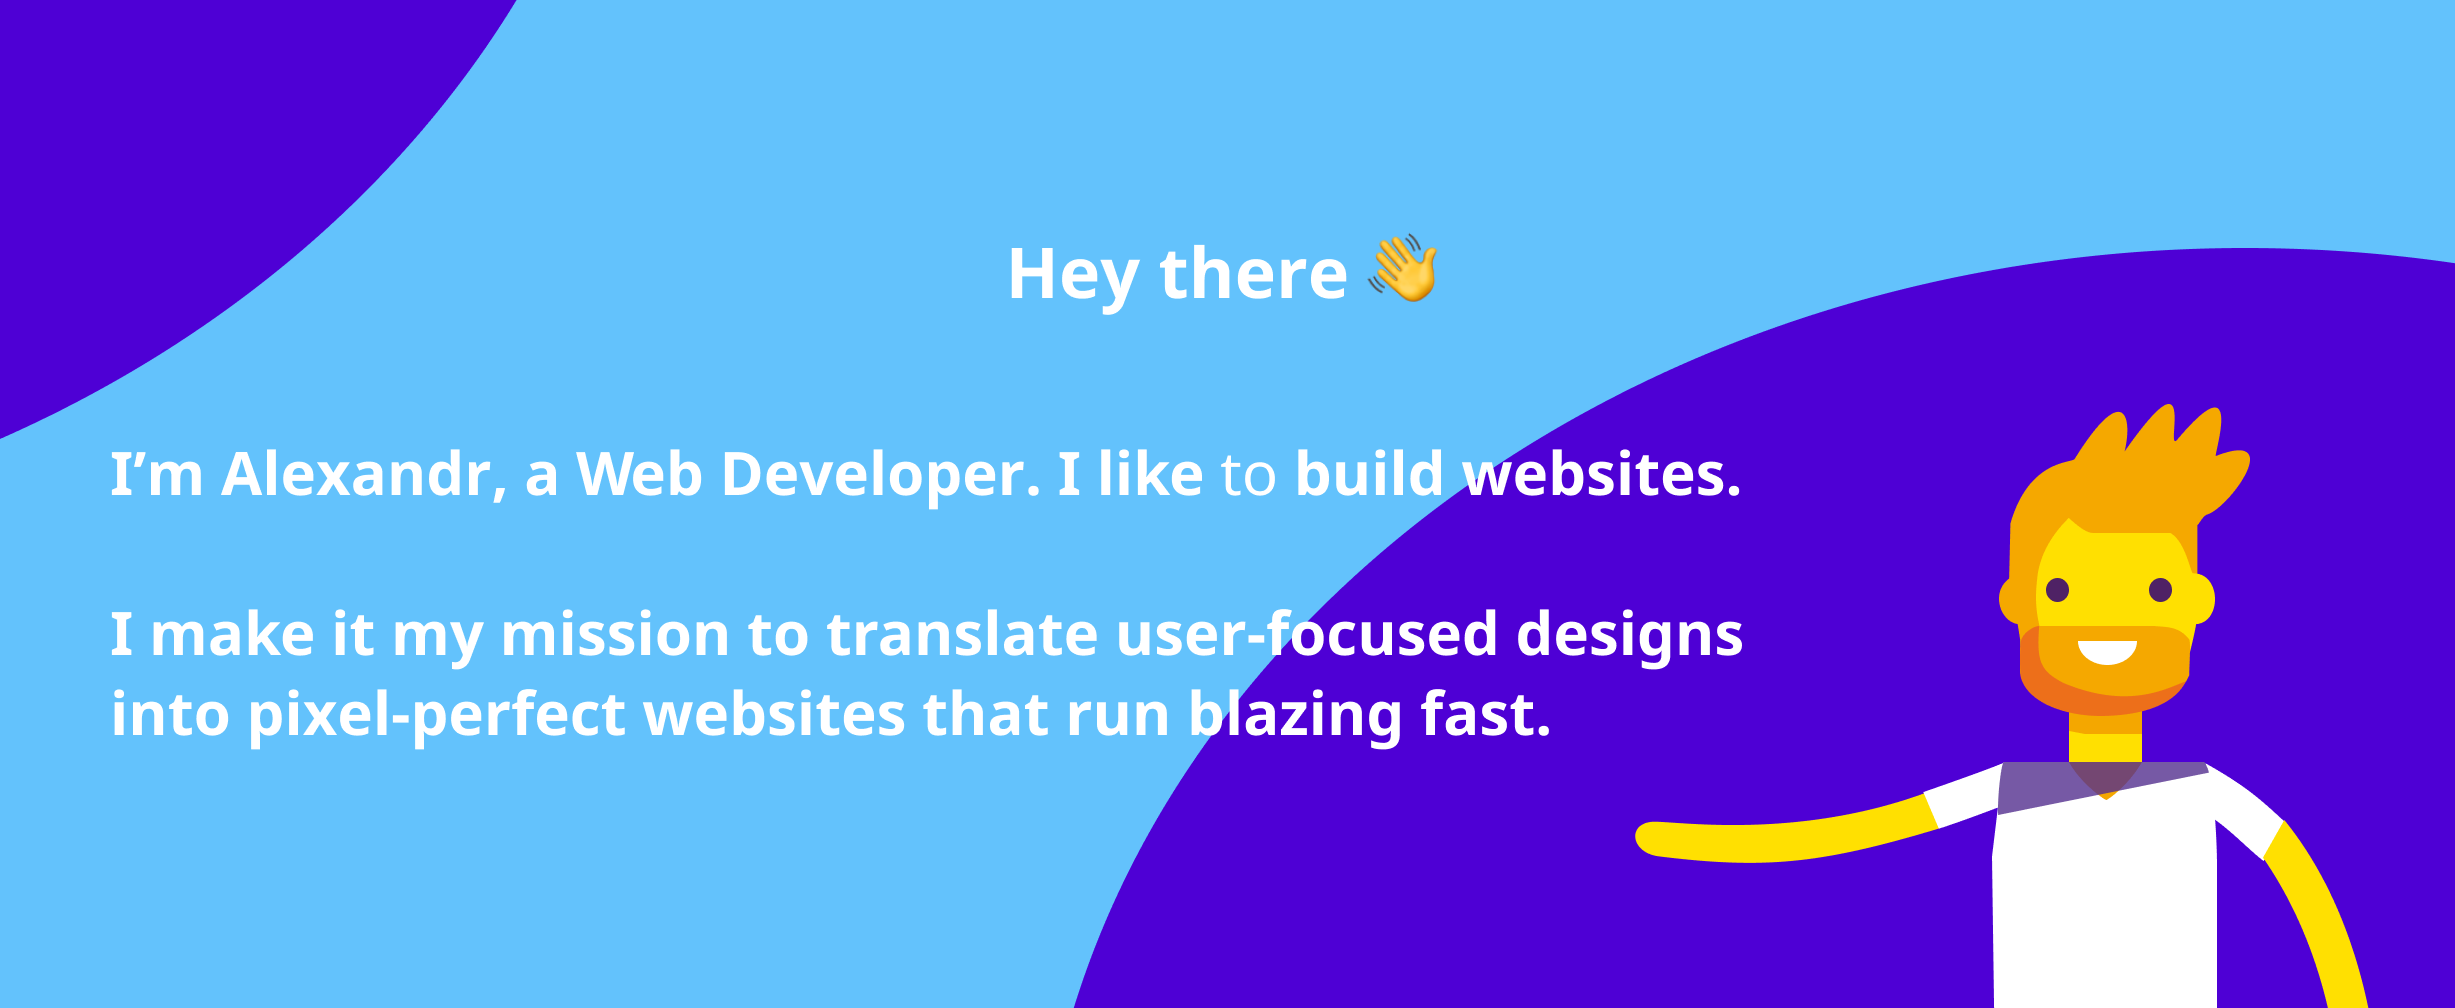 Hey there 👋
I’m Alexandr, a Web Developer. I like to build websites.
I make it my mission to translate user-focused designs
into pixel-perfect websites that run blazing fast.